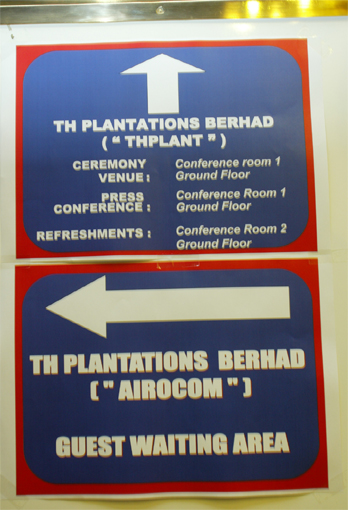 TH PLANTATIONS BERHAD
( “ THPLANT ” )
CEREMONY VENUE : Conference room 1 Ground Floor
PRESS CONFERENCE : Conference Room 1 Ground Floor
REFRESHMENTS : Conference Room 2 Ground Floor
TH PLANTATIONS BERHAD
( " AIROCOM " )
GUEST WAITING AREA